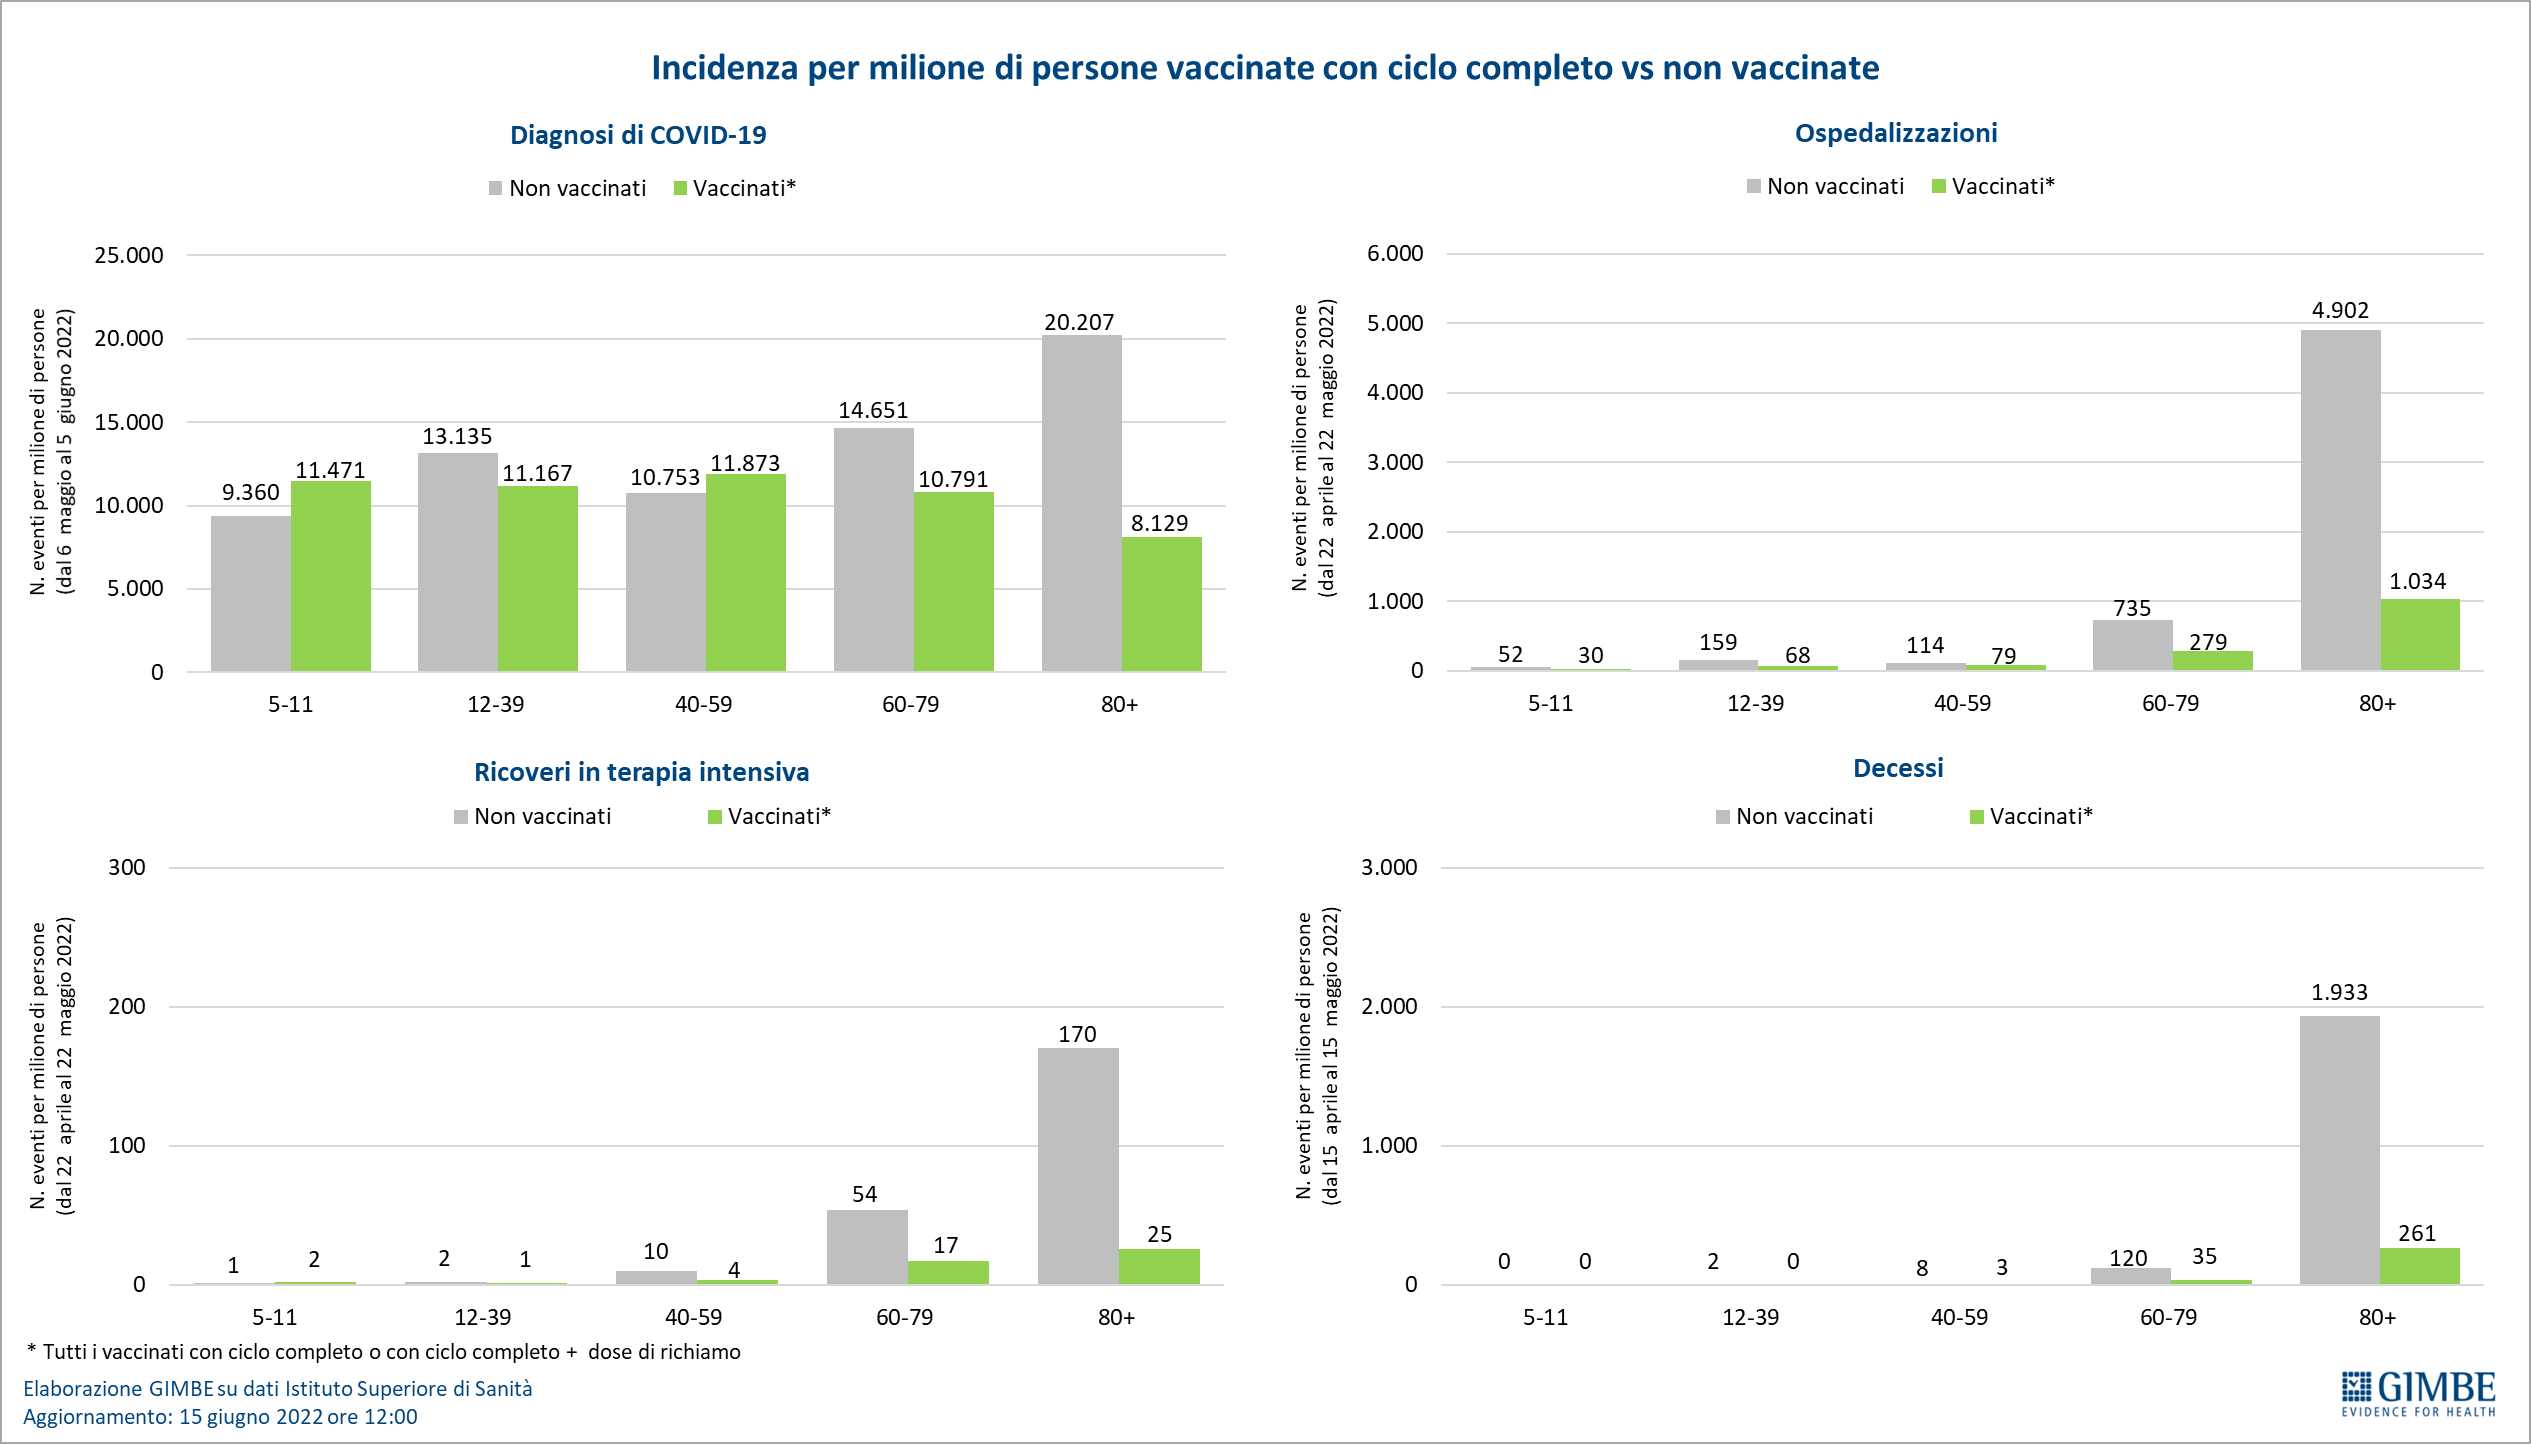 Incidenza per milione di persone vaccinate con ciclo completo vs non vaccinate
Diagnosi di COVID-19
Non vaccinati Vaccinati*
N. eventi per milione di persone
(dal 6 maggio al 5 giugno 2022)
25.000
20.000
15.000
10.000
5.000
0
9.360 11.471 13.135 11.167 10.753 11.873 14.651 10.791 20.207 8.129
5-11 12-39 40-59 60-79 80+
Ospedalizzazioni
Non vaccinati Vaccinati*
N. eventi per milione di persone
(dal 22 aprile al 22 maggio 2022)
6.000
5.000
4.000
3.000
2.000
1.000
0
52 30 159 68 114 79 735 279 4.902 1.034
5-11 12-39 40-59 60-79 80+
Ricoveri in terapia intensiva
Non vaccinati Vaccinati*
N. eventi per milione di persone
(dal 22 aprile al 22 maggio 2022)
300
200
100
0
1 2 2 1 10 4 54 17 170 25
5-11 12-39 40-59 60-79 80+
Decessi
Non vaccinati Vaccinati*
N. eventi per milione di persone
(dal 15 aprile al 15 maggio 2022)
3.000
2.000
1.000
0
0 0 2 0 8 3 120 35 1.933 261
5-11 12-39 40-59 60-79 80+
* Tutti i vaccinati con ciclo completo o con ciclo completo + dose di richiamo
Elaborazione GIMBE su dati Istituto Superiore di Sanità
Aggiornamento: 15 giugno 2022 ore 12:00
GIMBE
EVIDENCE FOR HEALTH